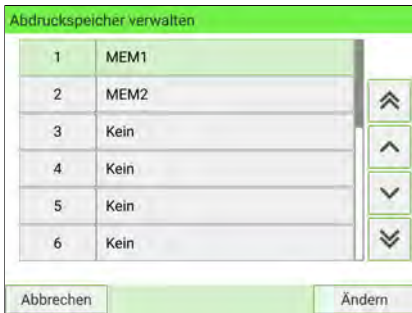 Abdruckspeicher verwalten
1 MEM1
2 MEM2
3 Kein
4 Kein
5 Kein
6 Kein
Abbrechen Ändern